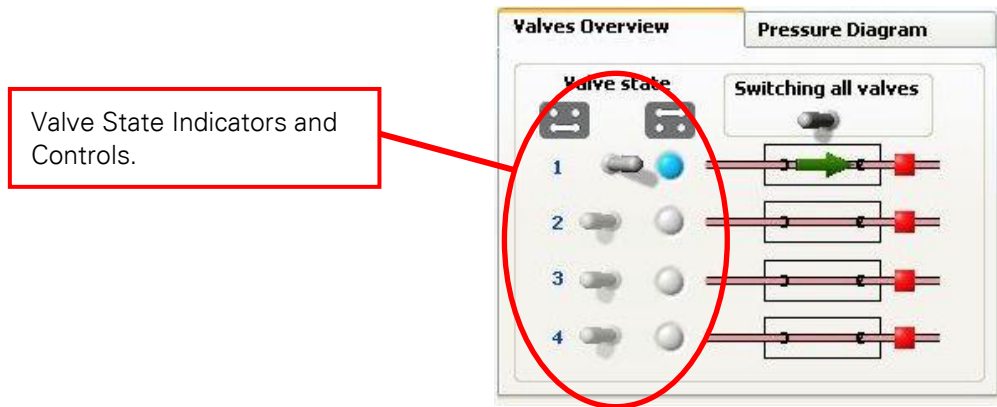 Valves Overview
Pressure Diagram
Valve state
Switching all valves
Valve State Indicators and
Controls.
1
2
3
4